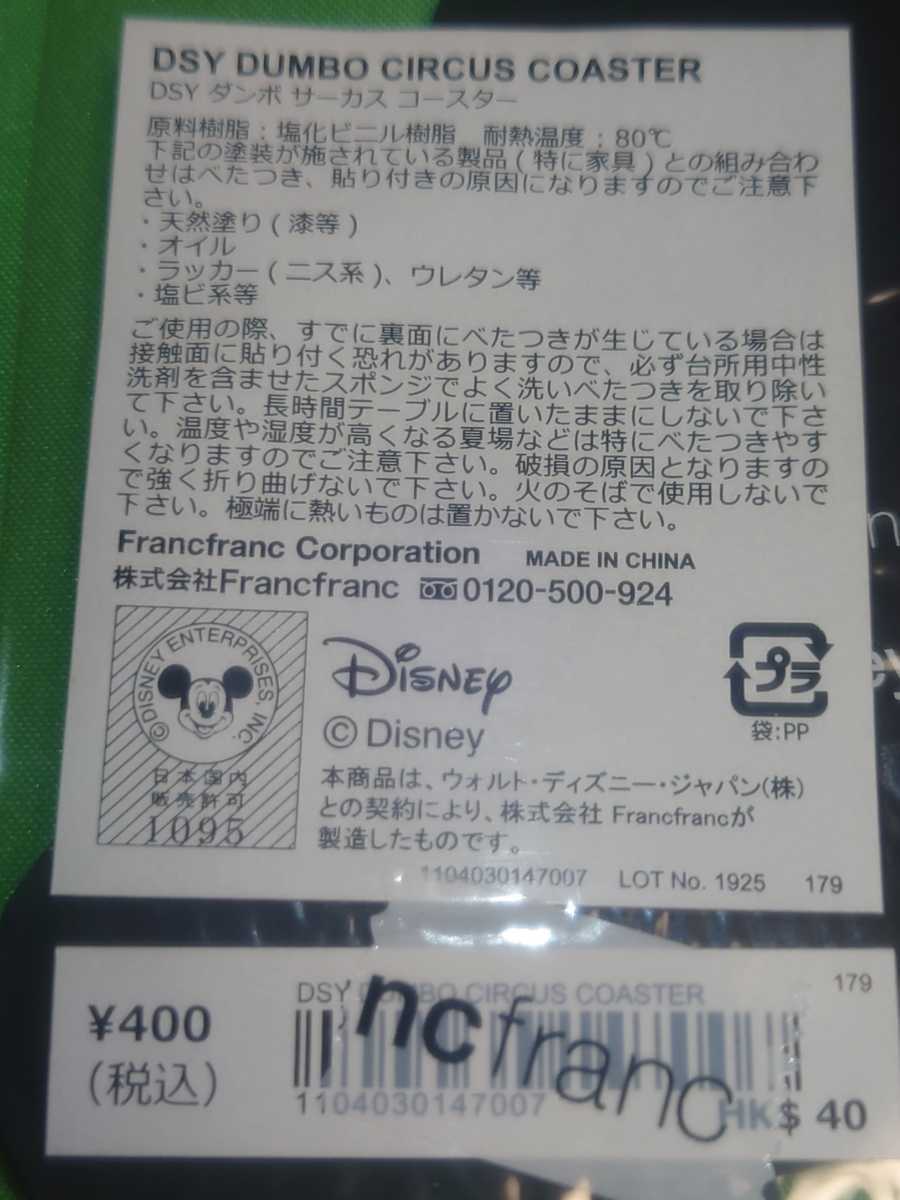 DSY DUMBO CIRCUS COASTER
DSY ダンボ サーカス コースター
原料樹脂：塩化ビニル樹脂　耐熱温度：80℃
下記の塗装が施されている製品（特に家具）との組み合わ
せはべたつき、貼り付きの原因になりますのでご注意下
さい。
・天然塗り（漆等）
・オイル
・ラッカー（ニス系）、ウレタン等
・塩ビ系等
ご使用の際、すでに裏面にべたつきが生じている場合は
接触面に貼り付く恐れがありますので、必ず台所用中性
洗剤を含ませたスポンジでよく洗いべたつきを取り除い
て下さい。長時間テーブルに置いたままにしないで下さ
い。温度や湿度が高くなる夏場などは特にべたつきやす
くなりますのでご注意下さい。破損の原因となりますの
で強く折り曲げないで下さい。火のそばで使用しないで
下さい。極端に熱いものは置かないで下さい。
Francfranc Corporation　MADE IN CHINA
株式会社Francfranc 0120-500-924
©DISNEY ENTERPRISES, INC.
日本国内
販売許可
1095
Disney
© Disney
プラ
袋:PP
本商品は、ウォルト・ディズニー・ジャパン(株)
との契約により、株式会社 Francfrancが
製造したものです。
1104030147007　LOT No. 1925　179
¥400
（税込）
DSY DUMBO CIRCUS COASTER
179
ncfranc
1104030147007
HK$ 40